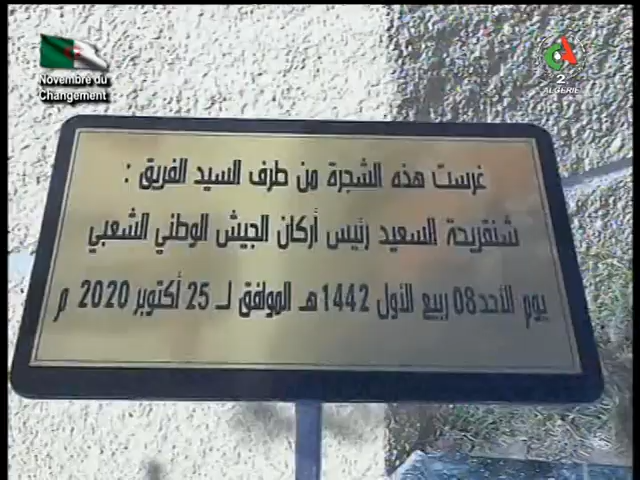 Novembre du
Changement
2
ALGERIE
غرست هذه الشجرة من طرف السيد الفريق :
شنقريحة السعيد رئيس أركان الجيش الوطني الشعبي
يوم الأحد 08 ربيع الأول 1442 هـ الموافق لـ 25 أكتوبر 2020 م